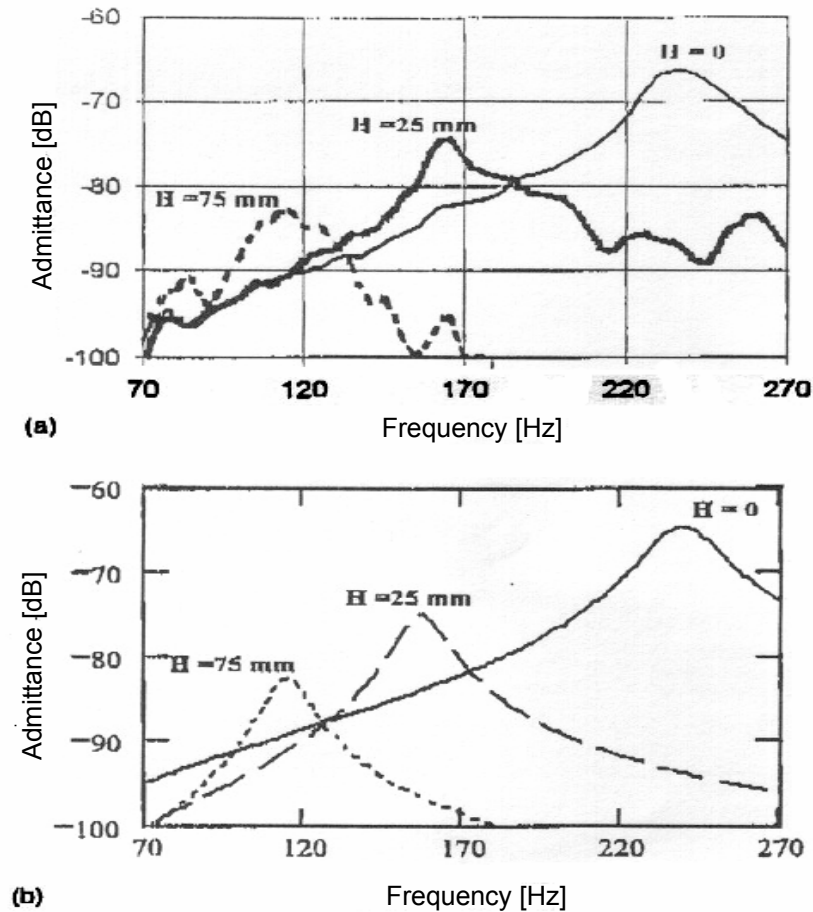 -60
H = 0
-70
H = 25 mm
-80
H = 75 mm
-90
-100
70
120
170
220
270
Admittance [dB]
(a)
Frequency [Hz]
-60
H = 0
-70
H = 25 mm
-80
H = 75 mm
-90
-100
70
120
170
220
270
Admittance [dB]
(b)
Frequency [Hz]